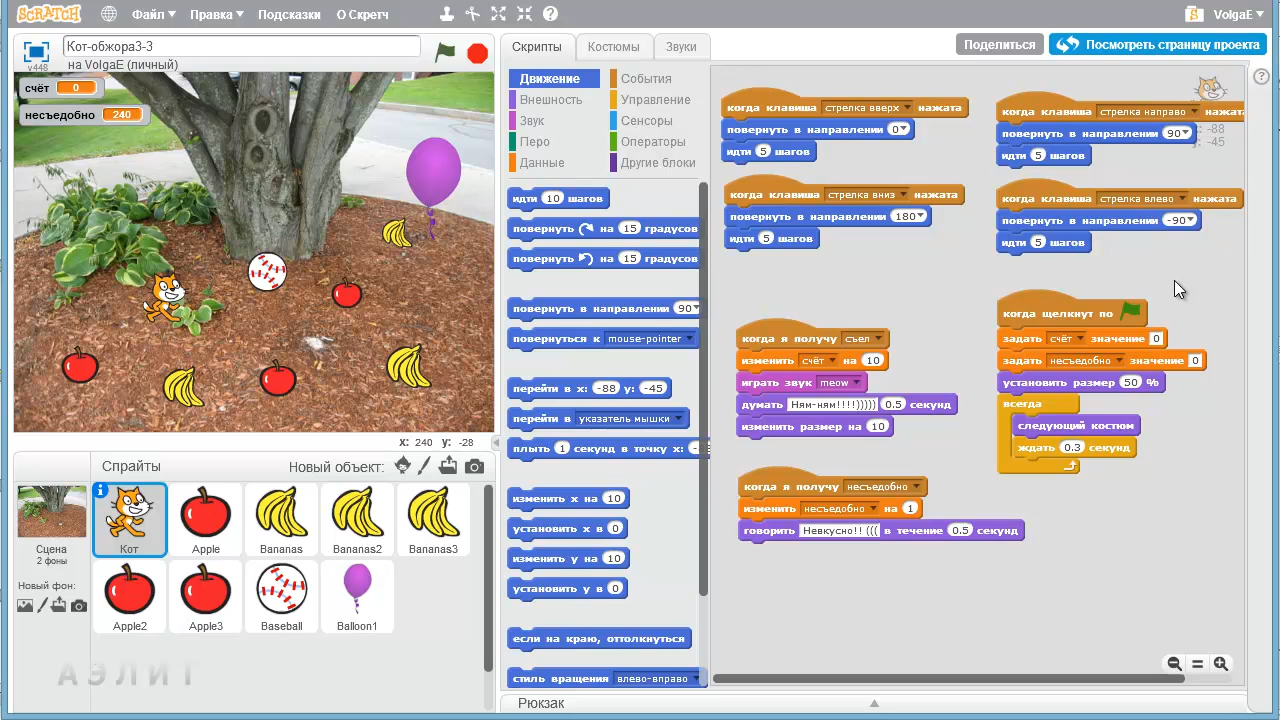 SCRATCH Файл Правка Подсказки О Скретч VolgaE
v448 Кот-обжора3-3
на VolgaE (личный)
Скрипты Костюмы Звуки Поделиться Посмотреть страницу проекта
счёт 0
несъедобно 240
x: 240 y: -28
Движение События
Внешность Управление
Звук Сенсоры
Перо Операторы
Данные Другие блоки
идти 10 шагов
повернуть на 15 градусов
повернуть на 15 градусов
повернуть в направлении 90
повернуться к mouse-pointer
перейти в x: -88 y: -45
перейти в указатель мышки
плыть 1 секунд в точку x:
изменить x на 10
установить x в 0
изменить y на 10
установить y в 0
если на краю, оттолкнуться
стиль вращения влево-вправо
когда клавиша стрелка вверх нажата
повернуть в направлении 0
идти 5 шагов
когда клавиша стрелка вниз нажата
повернуть в направлении 180
идти 5 шагов
когда клавиша стрелка направо нажата
повернуть в направлении 90
идти 5 шагов
-88
: -45
когда клавиша стрелка влево нажата
повернуть в направлении -90
идти 5 шагов
когда я получу съел
изменить счёт на 10
играть звук meow
думать Ням-ням!!!!))))) 0.5 секунд
изменить размер на 10
когда я получу несъедобно
изменить несъедобно на 1
говорить Невкусно!! ((( в течение 0.5 секунд
когда щелкнут по
задать счёт значение 0
задать несъедобно значение 0
установить размер 50 %
всегда
следующий костюм
ждать 0.3 секунд
Спрайты Новый объект:
Сцена
2 фоны
Новый фон:
Кот Apple Bananas Bananas2 Bananas3
Apple2 Apple3 Baseball Balloon1
АЭЛИТ
Рюкзак